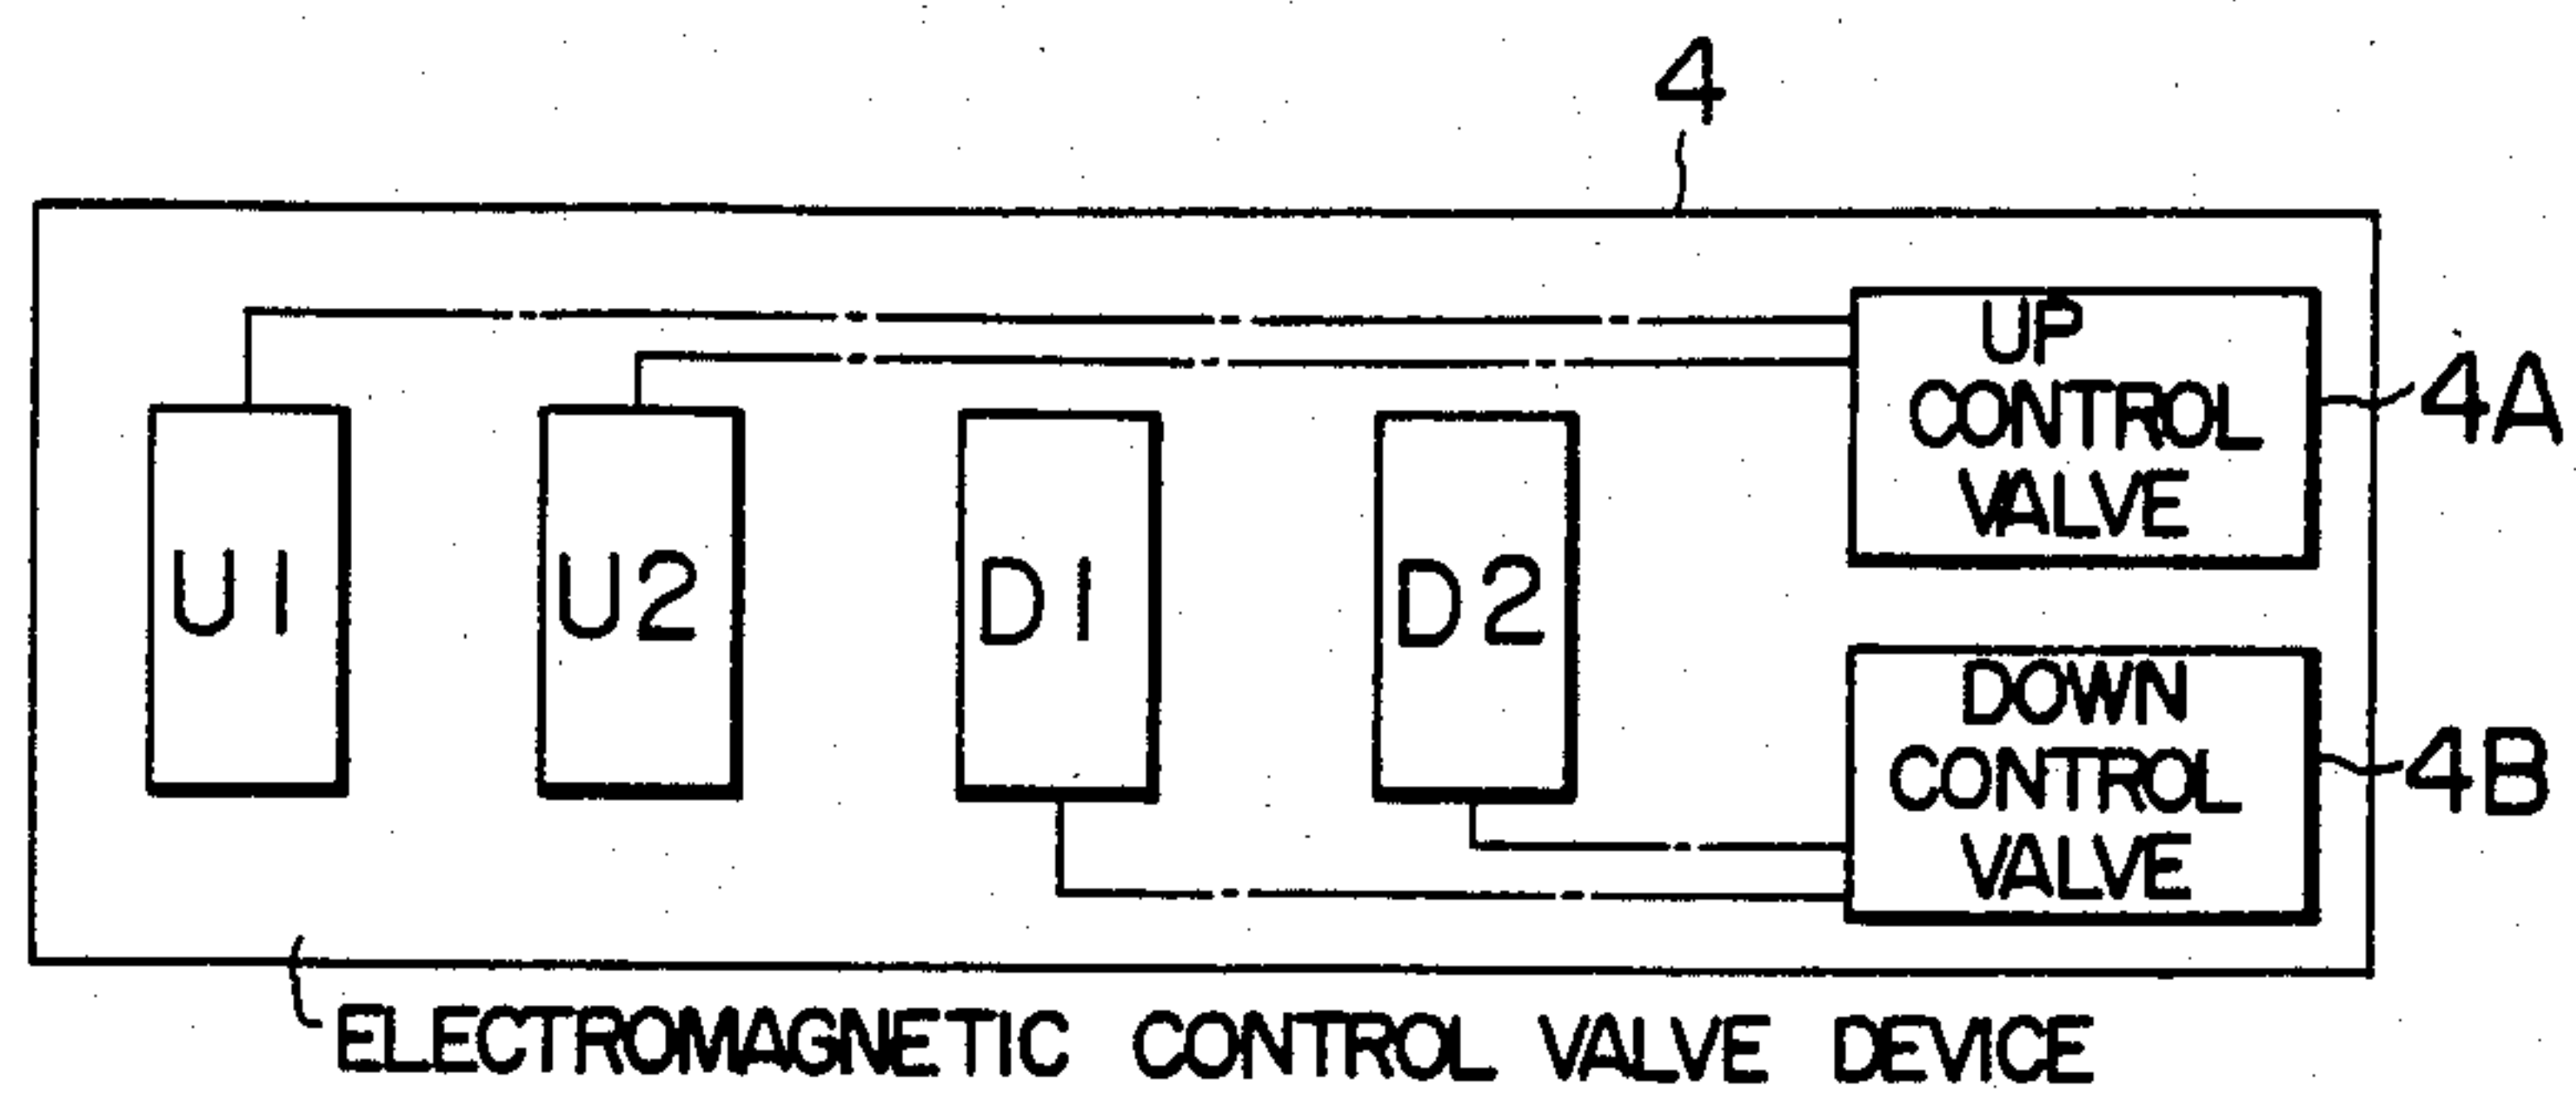 4
UP
CONTROL
VALVE
4A
U1
U2
D1
D2
DOWN
CONTROL
VALVE
4B
ELECTROMAGNETIC CONTROL VALVE DEVICE